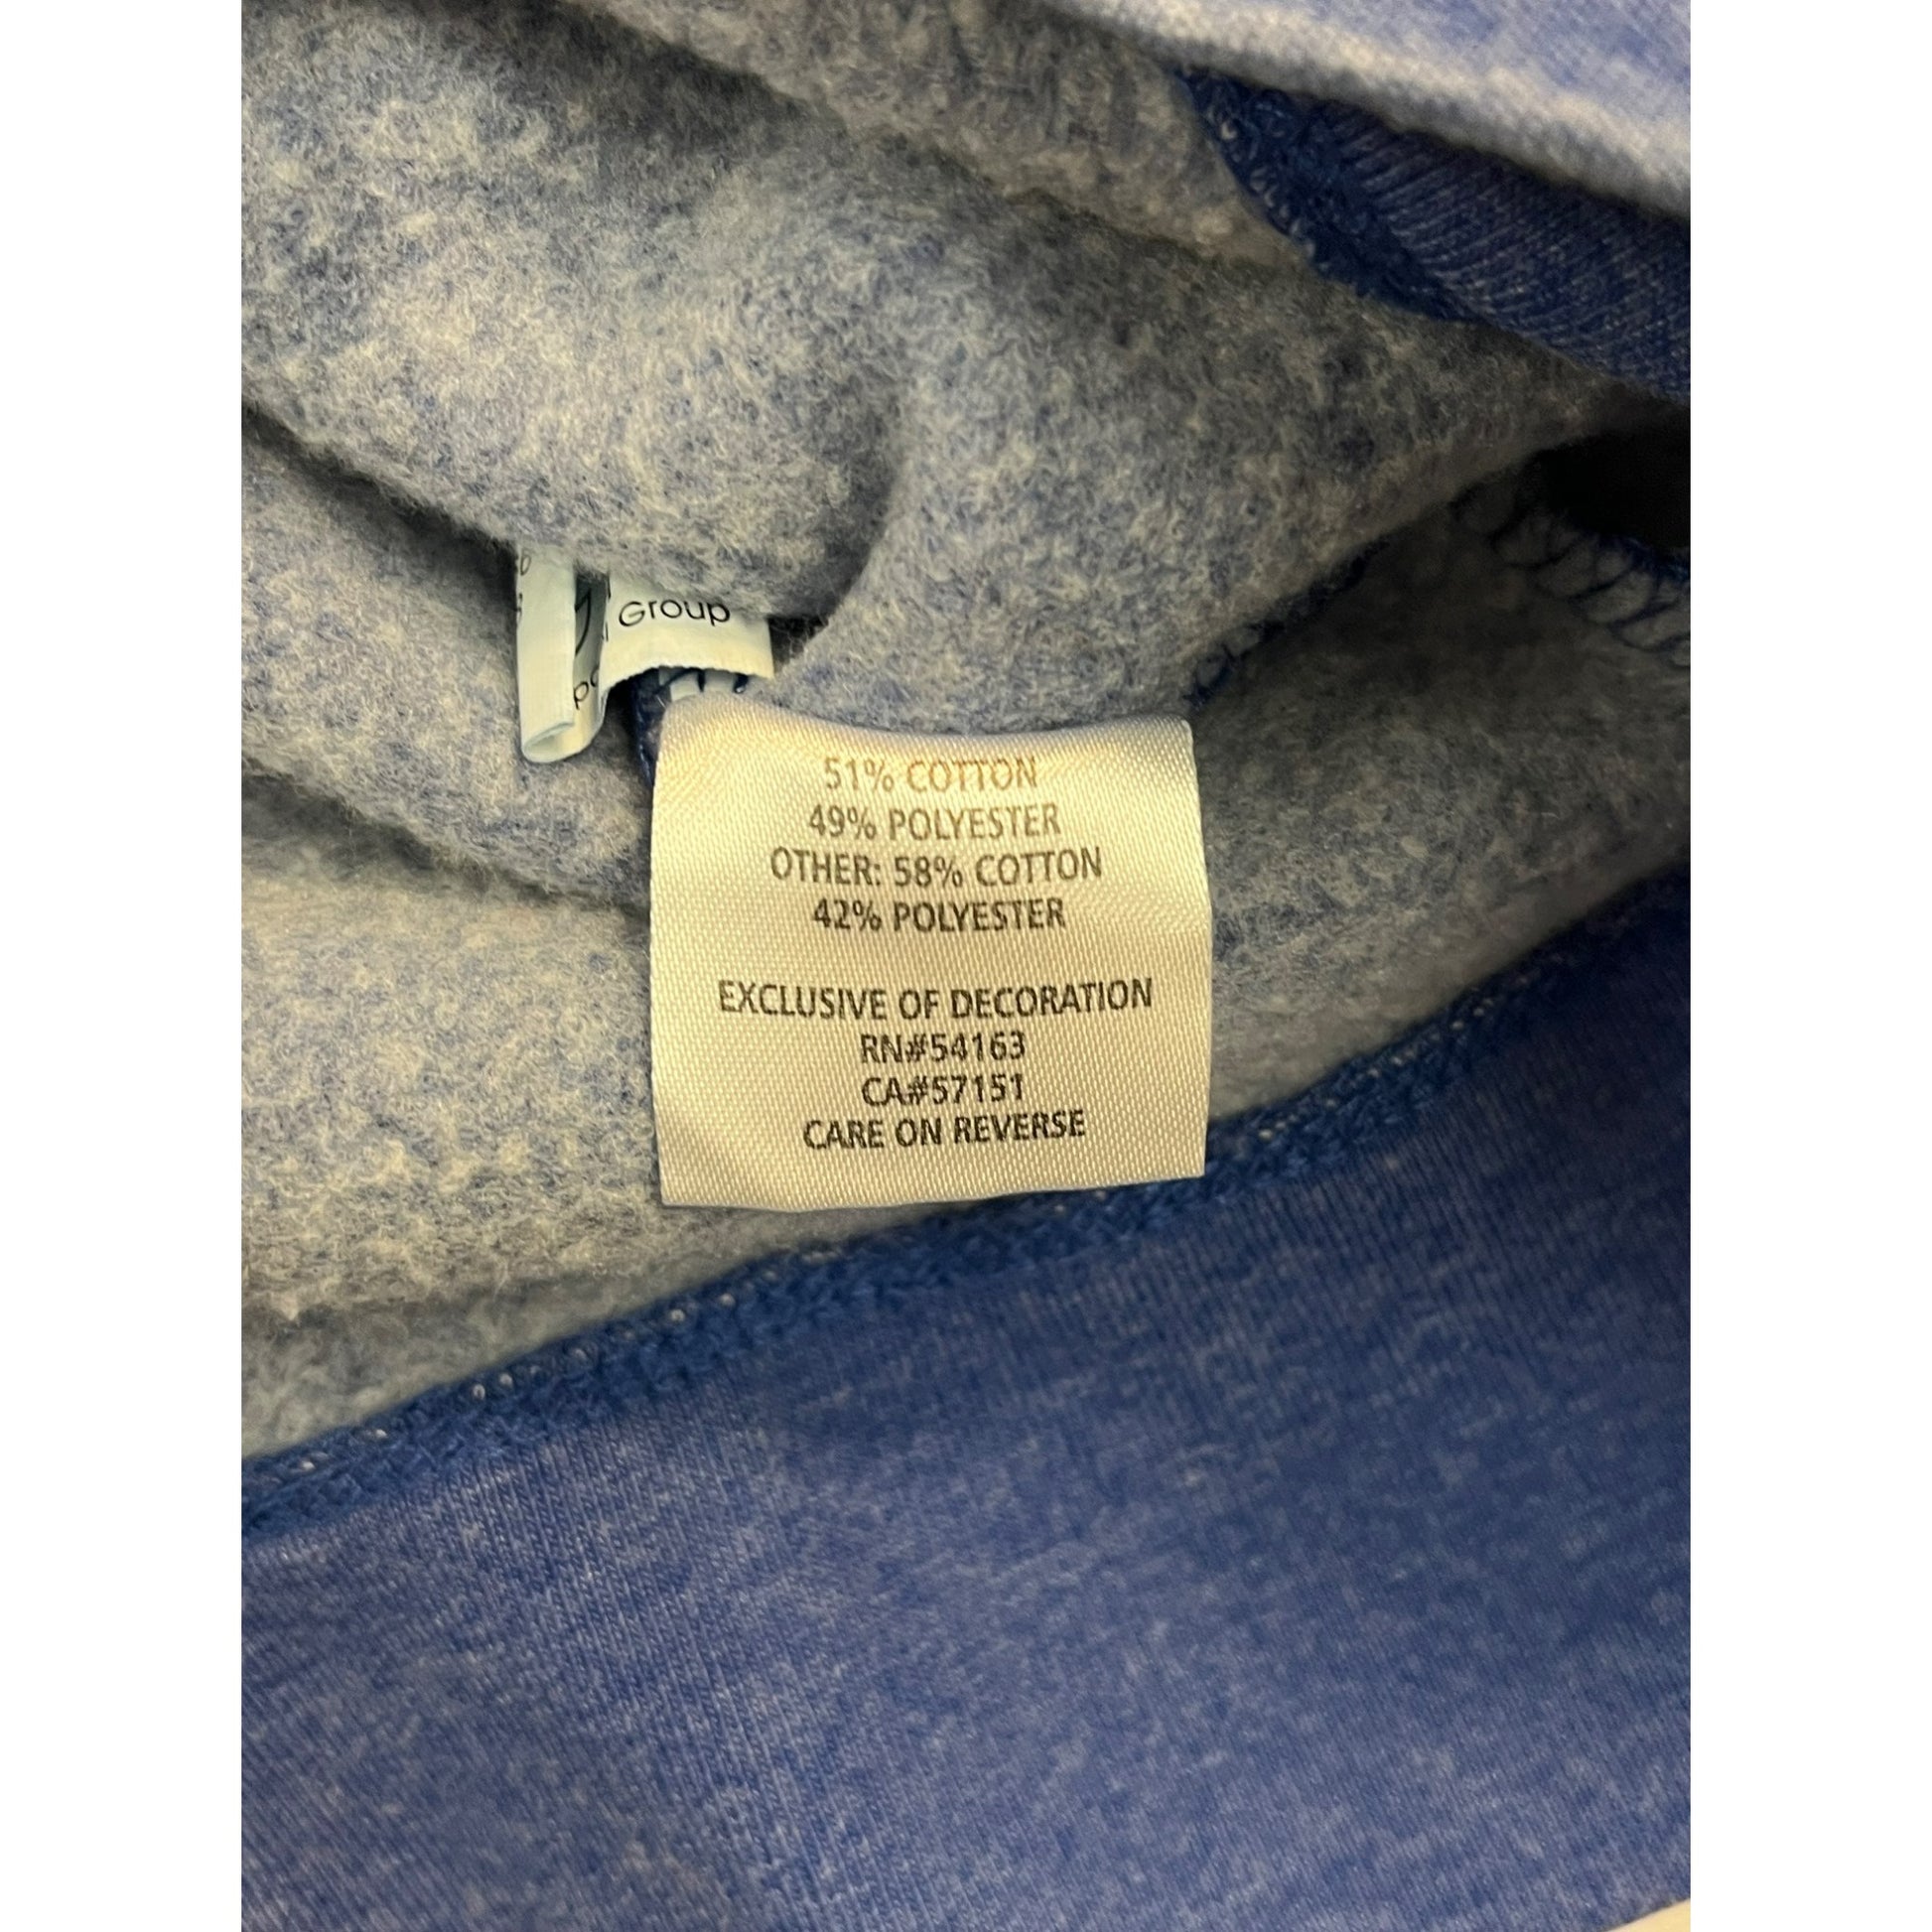 Group
51% COTTON
49% POLYESTER
OTHER: 58% COTTON
42% POLYESTER
EXCLUSIVE OF DECORATION
RN#54163
CA#57151
CARE ON REVERSE